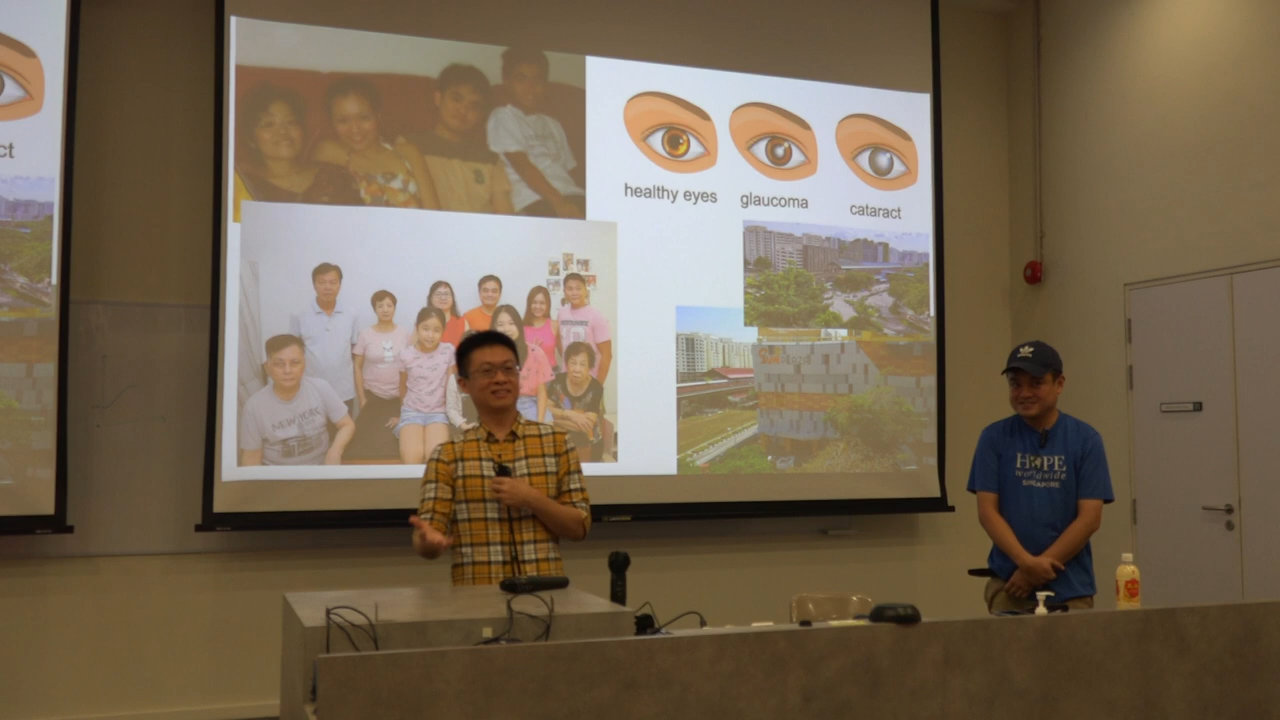 ct
healthy eyes
glaucoma
cataract
NEW YORK
HOPE
worldwide
SINGAPORE